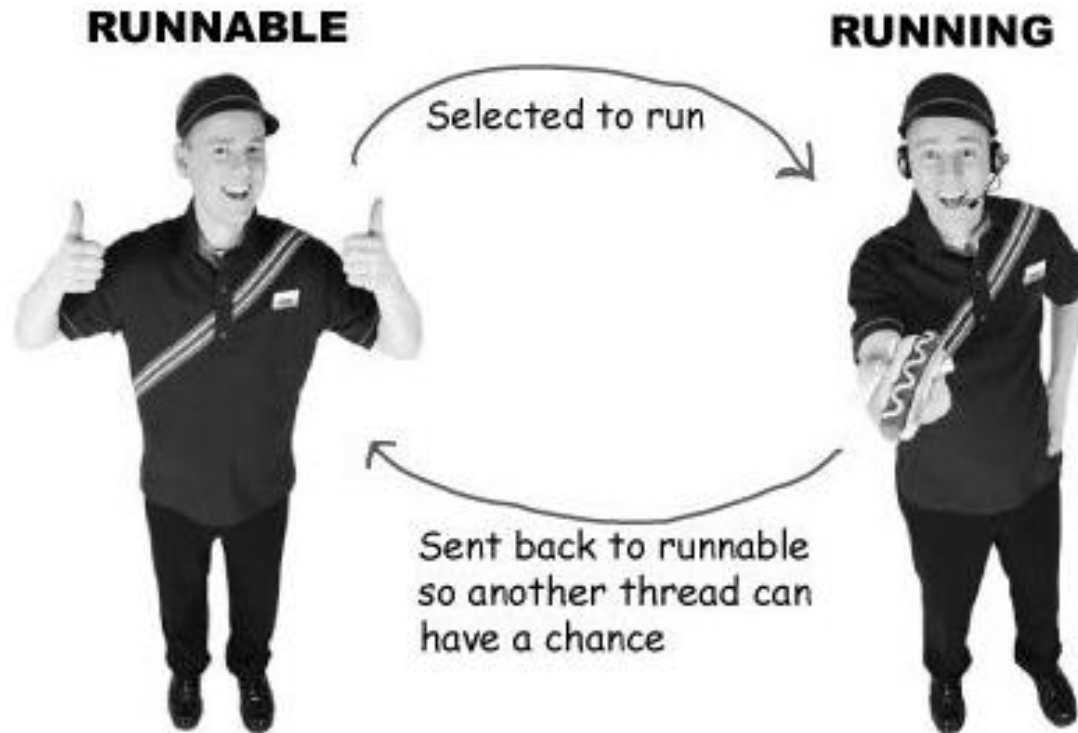 RUNNABLE
RUNNING
Selected to run
Sent back to runnable
so another thread can
have a chance